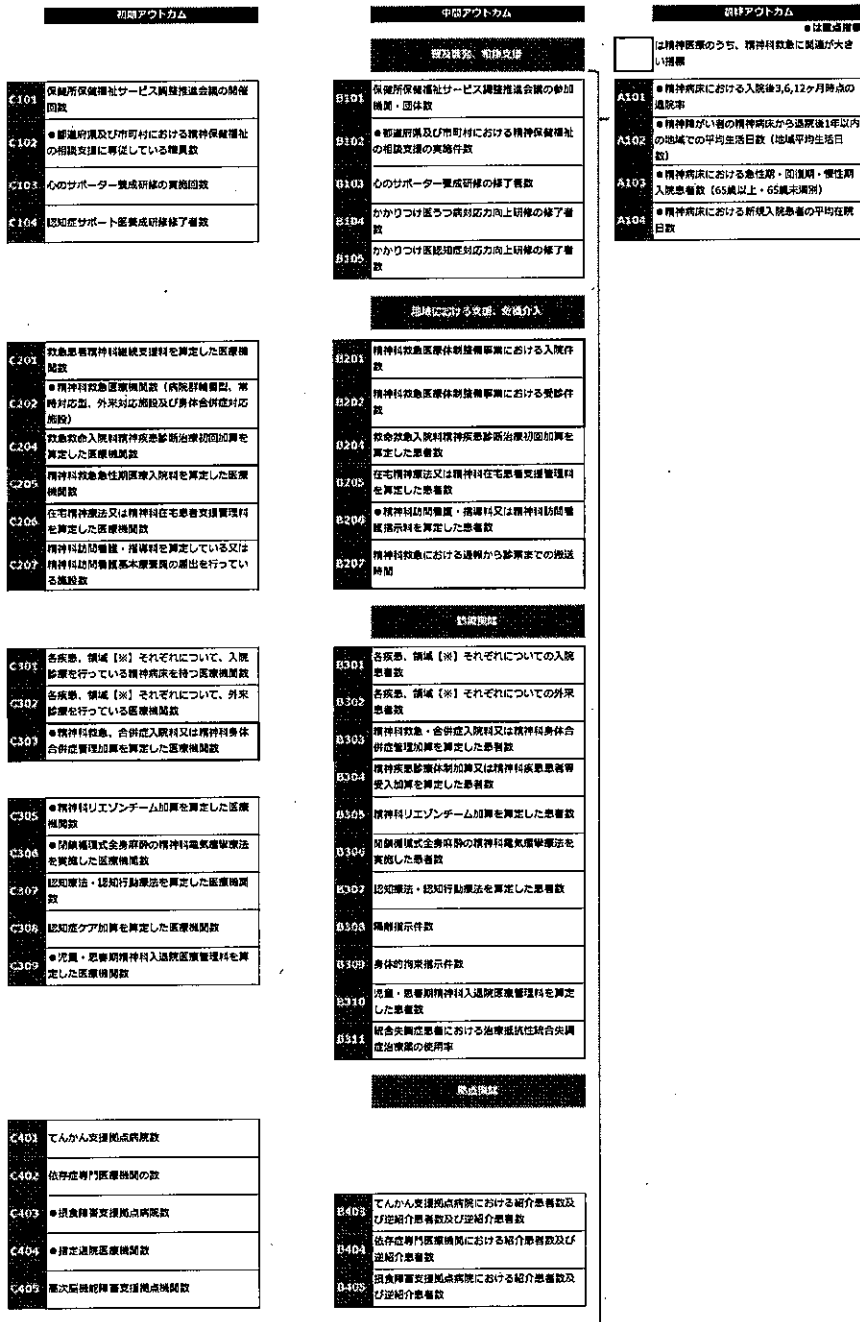 初期アウトカム
C101 保健所保健福祉サービス調整推進会議の開催
回数
C102 ●都道府県及び市町村における精神保健福祉
の相談支援に専従している職員数
C103 心のサポーター養成研修の実施回数
C104 認知症サポート医養成研修修了者数
C201 救急患者精神科継続支援料を算定した医療機
関数
C202 ●精神科救急医療機関数（病院群輪番型、常
時対応型、外来対応施設及び身体合併症対応
施設）
C204 救急救命入院料精神疾患診断治療初回加算を
算定した医療機関数
C205 精神科救急急性期医療入院料を算定した医療
機関数
C206 在宅精神療法又は精神科在宅患者支援管理料
を算定した医療機関数
C207 精神科訪問看護・指導料を算定している又は
精神科訪問看護基本療養費の届出を行ってい
る施設数
C301 各疾患、領域【※】それぞれについて、入院
診療を行っている精神病床を持つ医療機関数
C302 各疾患、領域【※】それぞれについて、外来
診療を行っている医療機関数
C303 ●精神科救急、合併症入院料又は精神科身体
合併症管理加算を算定した医療機関数
C305 ●精神科リエゾンチーム加算を算定した医療
機関数
C306 ●閉鎖循環式全身麻酔の精神科電気痙攣療法
を実施した医療機関数
C307 認知療法・認知行動療法を算定した医療機関
数
C308 認知症ケア加算を算定した医療機関数
C309 ●児童・思春期精神科入退院医療管理料を算
定した医療機関数
C401 てんかん支援拠点病院数
C402 依存症専門医療機関の数
C403 ●摂食障害支援拠点病院数
C404 ●指定通院医療機関数
C405 高次脳機能障害支援拠点機関数
中間アウトカム
普及啓発、相談支援
B101 保健所保健福祉サービス調整推進会議の参加
機関・団体数
B102 ●都道府県及び市町村における精神保健福祉
の相談支援の実施件数
B103 心のサポーター養成研修の修了者数
B104 かかりつけ医うつ病対応力向上研修の修了者
数
B105 かかりつけ医認知症対応力向上研修の修了者
数
地域における支援、危機介入
B201 精神科救急医療体制整備事業における入院件
数
B202 精神科救急医療体制整備事業における受診件
数
B204 救命救急入院料精神疾患診断治療初回加算を
算定した患者数
B205 在宅精神療法又は精神科在宅患者支援管理料
を算定した患者数
B206 ●精神科訪問看護・指導料又は精神科訪問看
護指示料を算定した患者数
B207 精神科救急における通報から診察までの搬送
時間
診療機能
B301 各疾患、領域【※】それぞれについての入院
患者数
B302 各疾患、領域【※】それぞれについての外来
患者数
B303 精神科救急・合併症入院料又は精神科身体合
併症管理加算を算定した患者数
B304 精神疾患診療体制加算又は精神科疾患患者等
受入加算を算定した患者数
B305 精神科リエゾンチーム加算を算定した患者数
B306 閉鎖循環式全身麻酔の精神科電気痙攣療法を
実施した患者数
B307 認知療法・認知行動療法を算定した患者数
B308 隔離指示件数
B309 身体的拘束指示件数
B310 児童・思春期精神科入退院医療管理料を算定
した患者数
B311 統合失調症患者における治療抵抗性統合失調
症治療薬の使用率
拠点機能
B403 てんかん支援拠点病院における紹介患者数及
び逆紹介患者数及び逆紹介患者数
B404 依存症専門医療機関における紹介患者数及び
逆紹介患者数
B405 摂食障害支援拠点病院における紹介患者数及
び逆紹介患者数
最終アウトカム
●は重点指標
は精神医療のうち、精神科救急に関連が大き
い指標
A101 ●精神病床における入院後3,6,12ヶ月時点の
退院率
A102 ●精神障がい者の精神病床から退院後1年以内
の地域での平均生活日数（地域平均生活日
数）
A103 ●精神病床における急性期・回復期・慢性期
入院患者数（65歳以上・65歳未満別）
A104 ●精神病床における新規入院患者の平均在院
日数